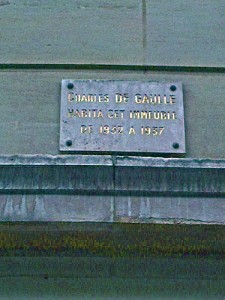 CHARLES DE GAULLE
HABITA CET IMMEUBLE
DE 1932 A 1937